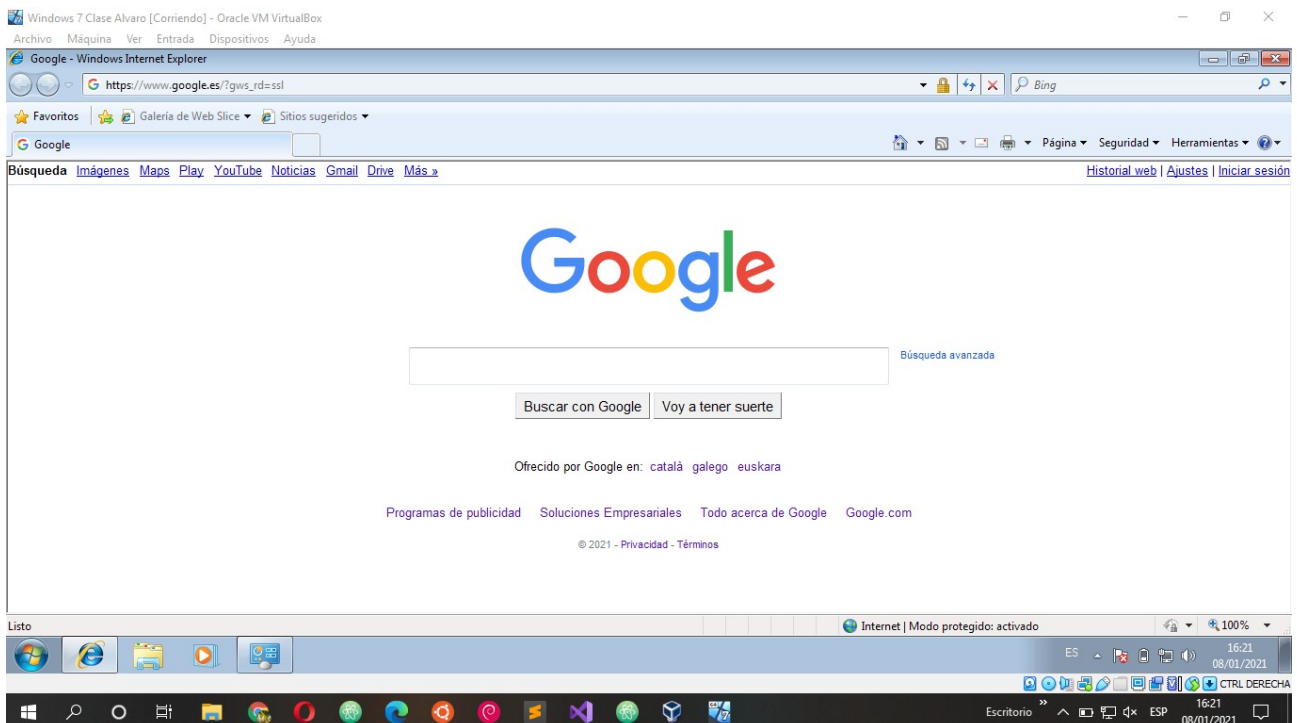 Windows 7 Clase Alvaro [Corriendo] - Oracle VM VirtualBox
Archivo Máquina Ver Entrada Dispositivos Ayuda
Google - Windows Internet Explorer
https://www.google.es/?gws_rd=ssl Bing
Favoritos Galería de Web Slice Sitios sugeridos
Google Página Seguridad Herramientas
Búsqueda Imágenes Maps Play YouTube Noticias Gmail Drive Más » Historial web | Ajustes | Iniciar sesión
Google
Búsqueda avanzada
Buscar con Google Voy a tener suerte
Ofrecido por Google en: català galego euskara
Programas de publicidad Soluciones Empresariales Todo acerca de Google Google.com
© 2021 - Privacidad - Términos
Listo Internet | Modo protegido: activado 100%
ES 16:21
08/01/2021
CTRL DERECHA
Escritorio » ESP 16:21
08/01/2021